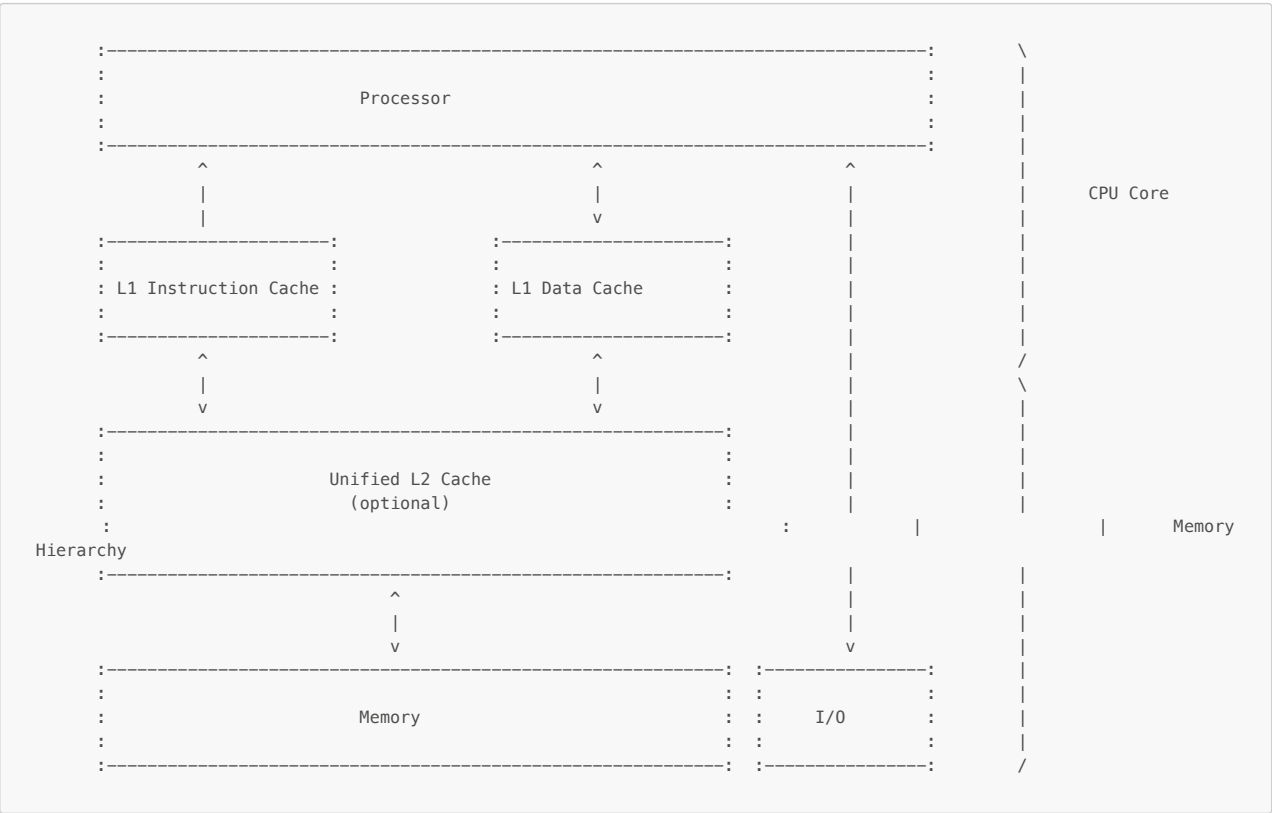 :-----------------------------------------------------------------------------------: \
: : |
: Processor : |
: : |
:-----------------------------------------------------------------------------------: |
^ ^ ^ |
| | | | CPU Core
| v | |
:----------------------: :----------------------: | |
: : : : | |
: L1 Instruction Cache : : L1 Data Cache : | |
: : : : | |
:----------------------: :----------------------: | |
^ ^ | /
| | | \
v v | |
:-------------------------------------------------------------: | |
: : | |
: Unified L2 Cache : | |
: (optional) : | |
: : | | Memory
Hierarchy
:-------------------------------------------------------------: | |
^ | |
| | |
v v |
:-------------------------------------------------------------: :----------------: |
: : : : |
: Memory : : I/O : |
: : : : |
:-------------------------------------------------------------: :----------------: /